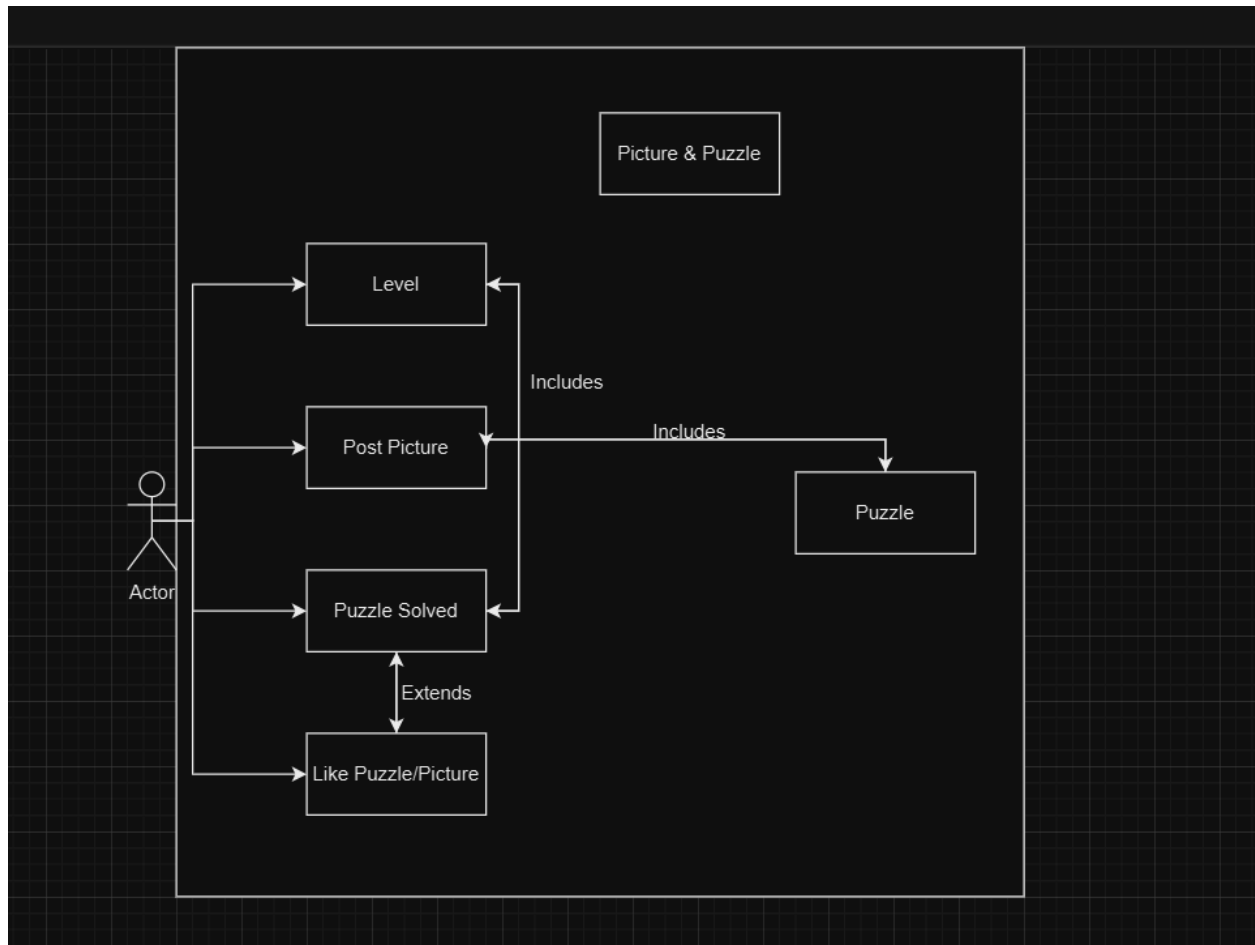 Picture & Puzzle
Level
Includes
Post Picture
Includes
Puzzle
Actor
Puzzle Solved
Extends
Like Puzzle/Picture